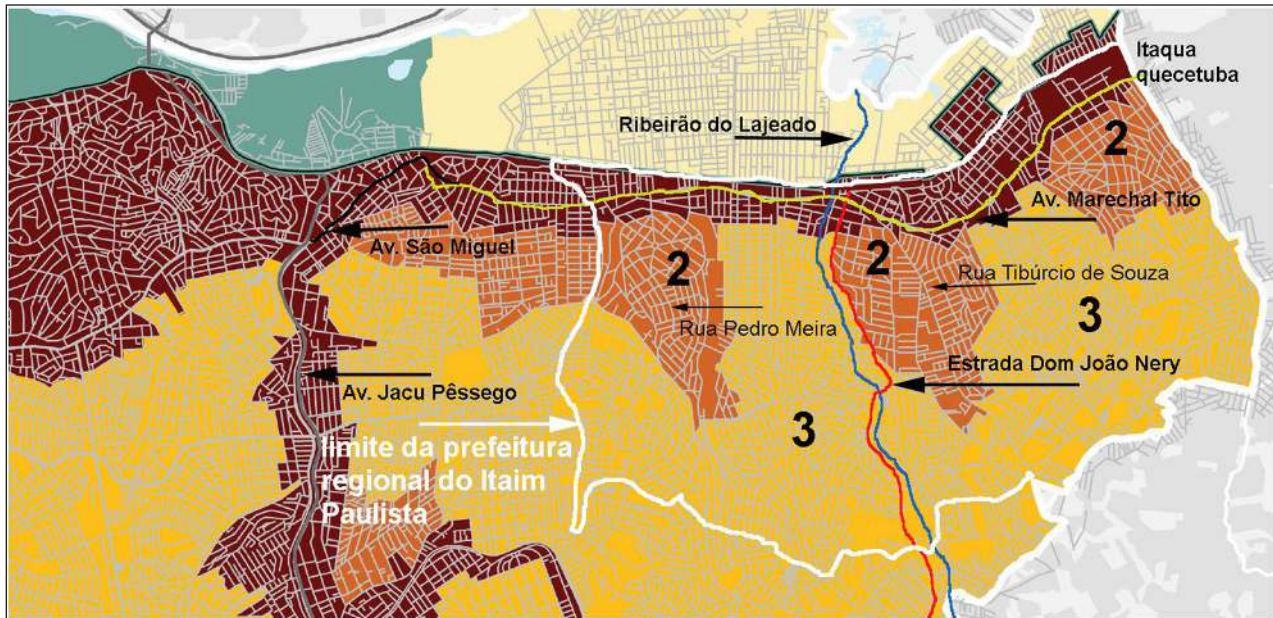 Itaqua
quecetuba
Ribeirão do Lajeado
2
Av. Marechal Tito
Av. São Miguel
2
2
Rua Tibúrcio de Souza
3
Rua Pedro Meira
Estrada Dom João Nery
Av. Jacu Pêssego
3
limite da prefeitura
regional do Itaim
Paulista